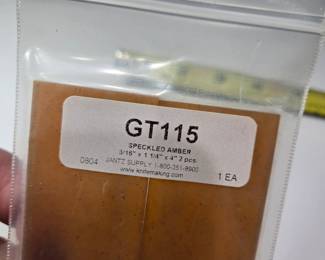 GT115
SPECKLED AMBER
3/16" x 1 1/4" x 4" 2 pcs.
0804 JANTZ SUPPLY 1-800-351-8900
www.knifemaking.com 1 EA